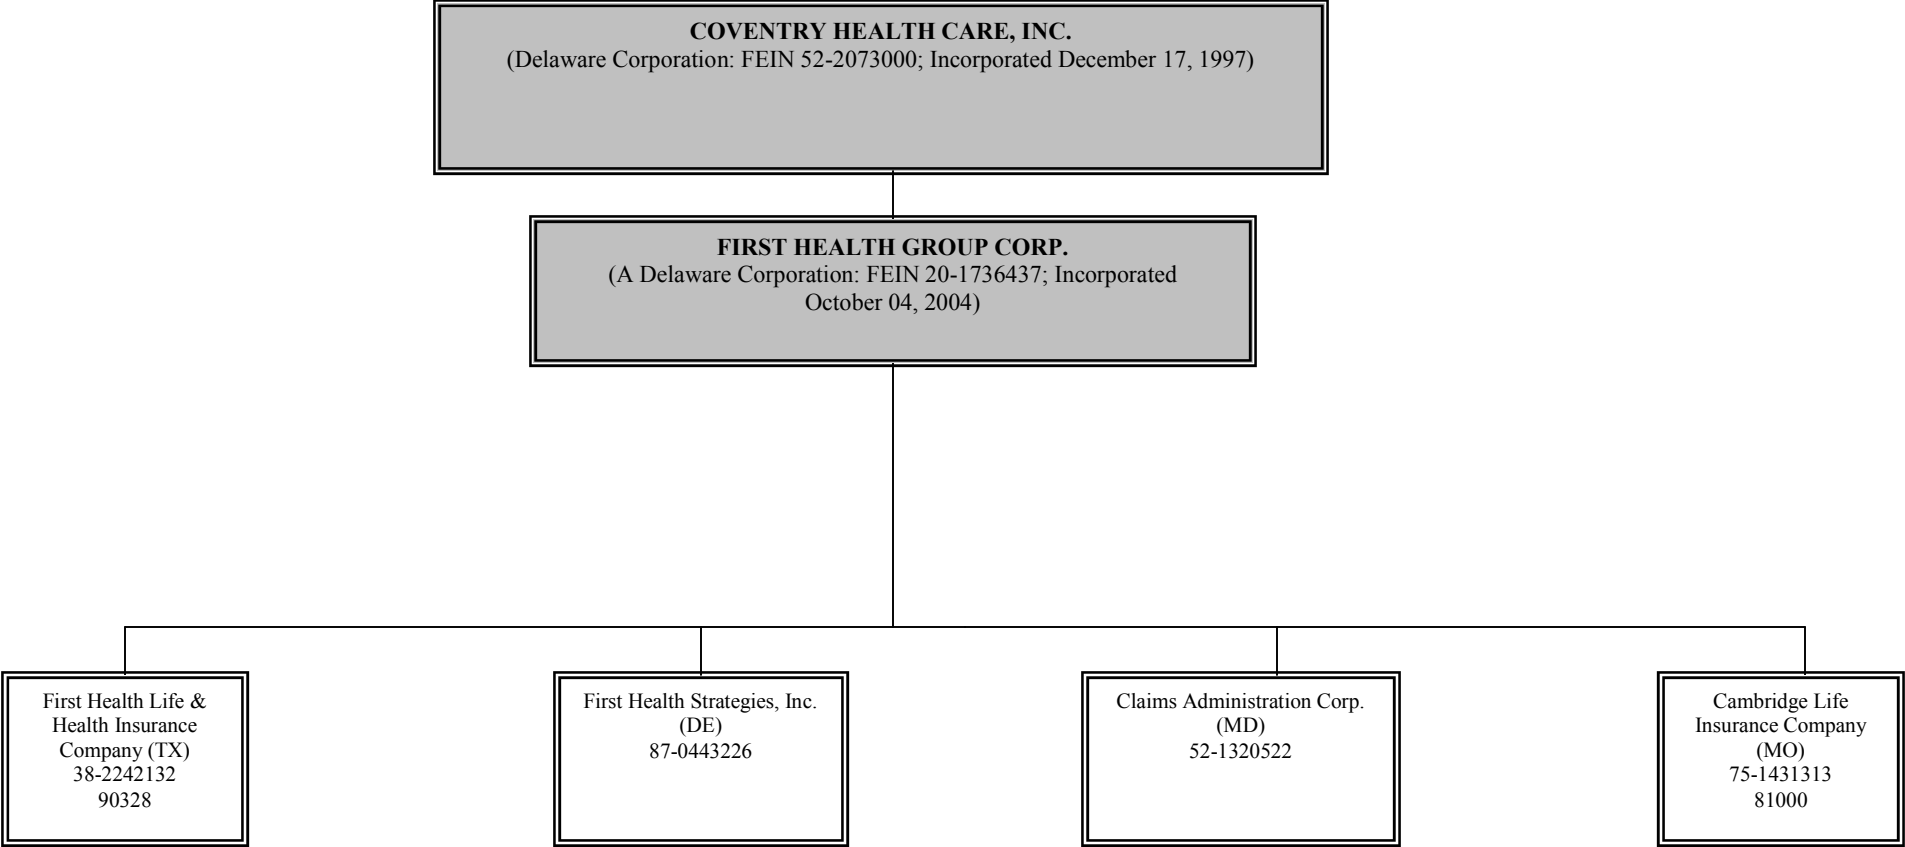 COVENTRY HEALTH CARE, INC.
(Delaware Corporation: FEIN 52-2073000; Incorporated December 17, 1997)
FIRST HEALTH GROUP CORP.
(A Delaware Corporation: FEIN 20-1736437; Incorporated
October 04, 2004)
First Health Life &
Health Insurance
Company (TX)
38-2242132
90328
First Health Strategies, Inc.
(DE)
87-0443226
Claims Administration Corp.
(MD)
52-1320522
Cambridge Life
Insurance Company
(MO)
75-1431313
81000